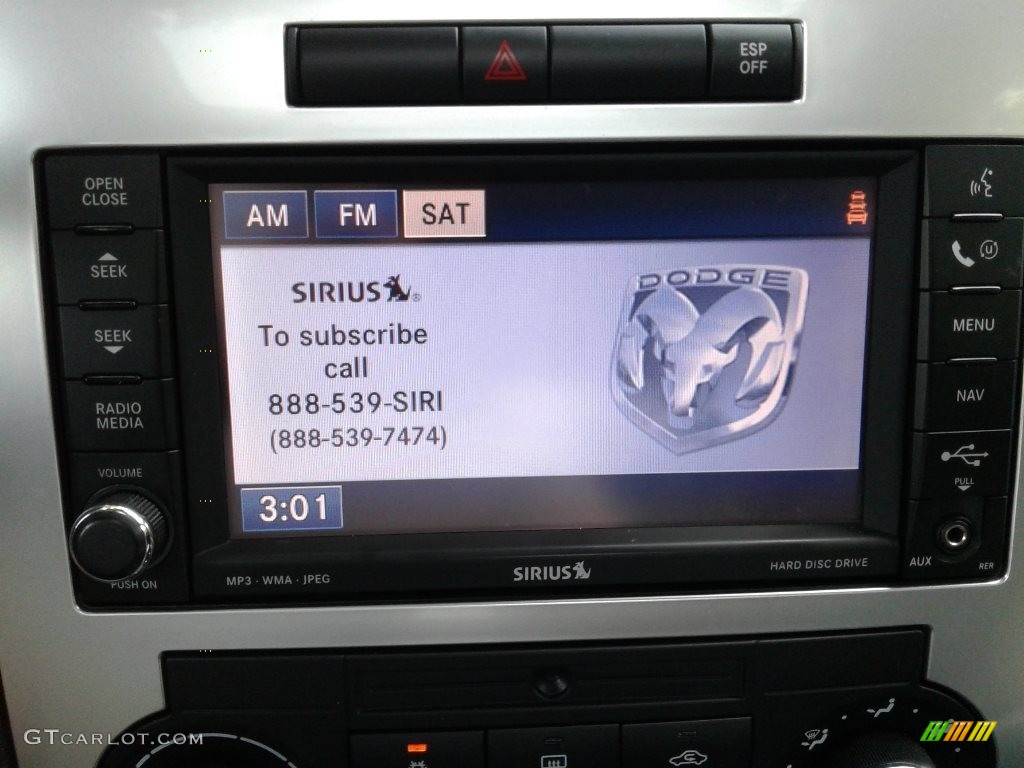 ESP
OFF
OPEN
CLOSE
SEEK
SEEK
RADIO
MEDIA
VOLUME
PUSH ON
AM FM SAT
SIRIUS®
To subscribe
call
888-539-SIRI
(888-539-7474)
DODGE
3:01
MP3 · WMA · JPEG
SIRIUS
HARD DISC DRIVE
MENU
NAV
PULL
AUX
RER
GTCARLOT.COM